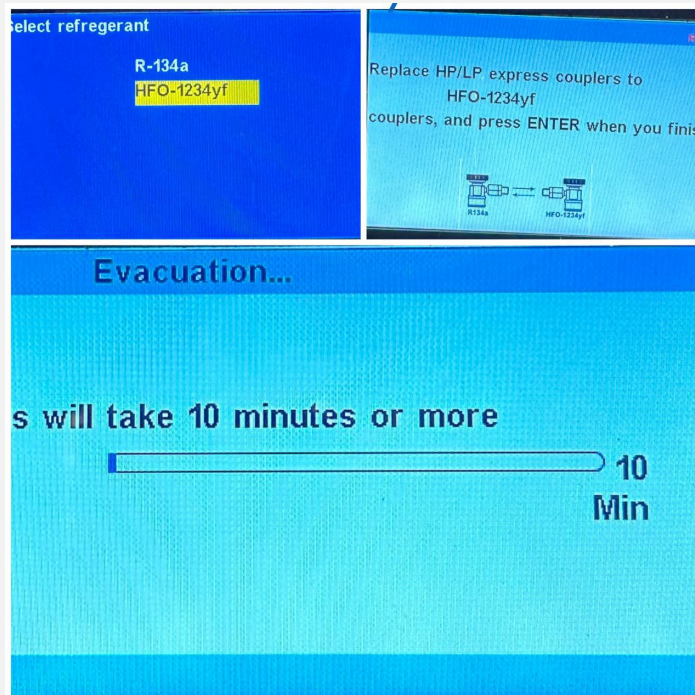 Select refregerant
R-134a
HFO-1234yf
Replace HP/LP express couplers to
HFO-1234yf
couplers, and press ENTER when you finis
R134a
HFO-1234yf
Evacuation...
s will take 10 minutes or more
10
Min